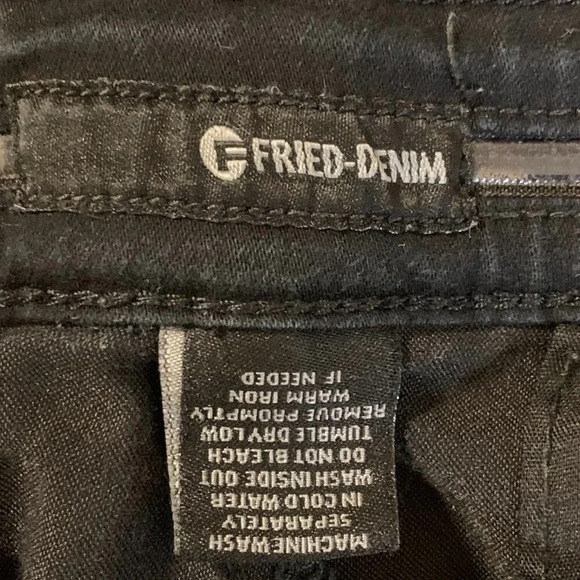 FRIED-DENIM
MACHINE WASH
SEPARATELY
IN COLD WATER
WASH INSIDE OUT
DO NOT BLEACH
TUMBLE DRY LOW
REMOVE PROMPTLY
WARM IRON
IF NEEDED